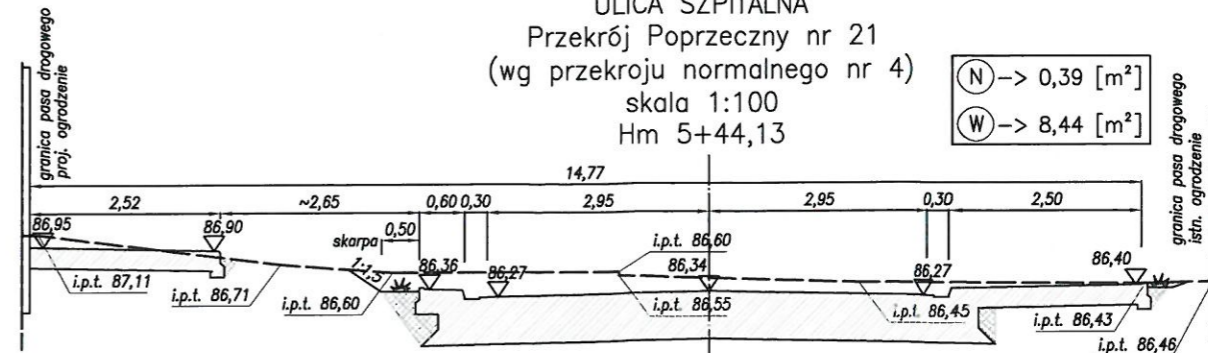 ULICA SZPITALNA
Przekrój Poprzeczny nr 21
(wg przekroju normalnego nr 4)
skala 1:100
Hm 5+44,13
N -> 0,39 [m²]
W -> 8,44 [m²]
granica pasa drogowego
proj. ogrodzenie
granica pasa drogowego
istn. ogrodzenie
14,77
2,52 ~2,65 0,60 0,30 2,95 2,95 0,30 2,50
0,50
skarpa
1:1,5
86,95 86,90 86,36 86,27 86,34 86,27 86,40
i.p.t. 87,11
i.p.t. 86,71
i.p.t. 86,60
i.p.t. 86,60
i.p.t. 86,55
i.p.t. 86,45
i.p.t. 86,43
i.p.t. 86,46